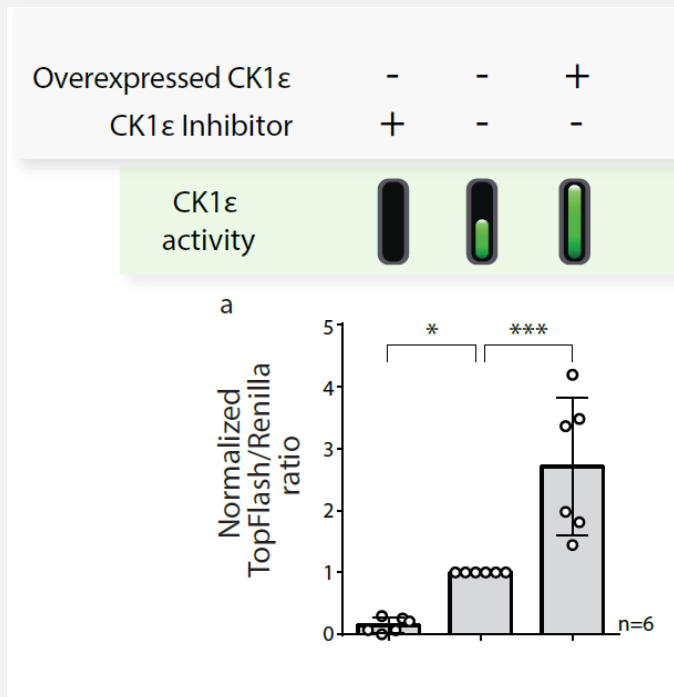 Overexpressed CK1ε - - +
CK1ε Inhibitor + - -
CK1ε
activity
a
Normalized
TopFlash/Renilla
ratio
5
4
3
2
1
0
* ***
n=6